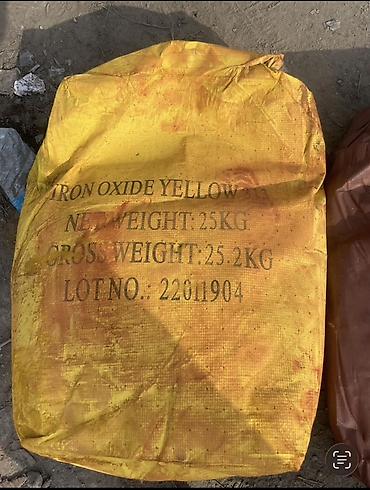 IRON OXIDE YELLOW
NET WEIGHT: 25KG
GROSS WEIGHT: 25.2KG
LOT NO.: 22011904